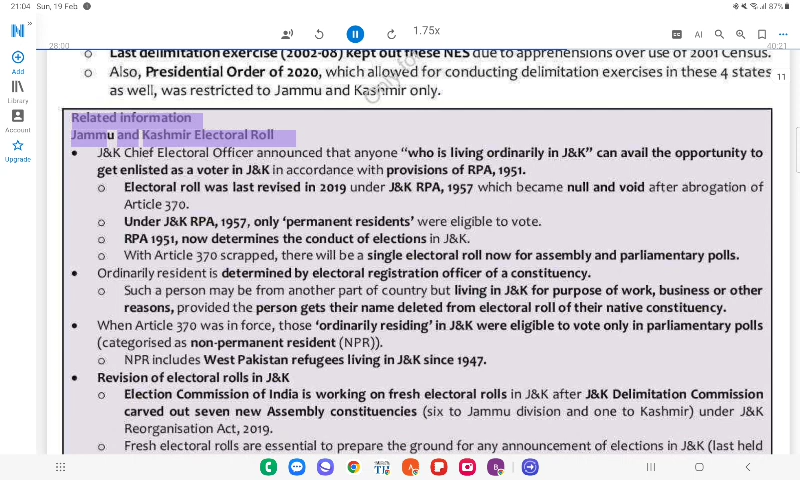 21:04 Sun, 19 Feb
87%
1.75x
28:00
40:21
N
Add
Library
Account
Upgrade
AI
11
Only fo
o Last delimitation exercise (2002-08) kept out these NES due to apprehensions over use of 2001 Census.
o Also, Presidential Order of 2020, which allowed for conducting delimitation exercises in these 4 states
as well, was restricted to Jammu and Kashmir only.
Related information
Jammu and Kashmir Electoral Roll
• J&K Chief Electoral Officer announced that anyone “who is living ordinarily in J&K” can avail the opportunity to
get enlisted as a voter in J&K in accordance with provisions of RPA, 1951.
o Electoral roll was last revised in 2019 under J&K RPA, 1957 which became null and void after abrogation of
Article 370.
o Under J&K RPA, 1957, only ‘permanent residents’ were eligible to vote.
o RPA 1951, now determines the conduct of elections in J&K.
o With Article 370 scrapped, there will be a single electoral roll now for assembly and parliamentary polls.
• Ordinarily resident is determined by electoral registration officer of a constituency.
o Such a person may be from another part of country but living in J&K for purpose of work, business or other
reasons, provided the person gets their name deleted from electoral roll of their native constituency.
• When Article 370 was in force, those ‘ordinarily residing’ in J&K were eligible to vote only in parliamentary polls
(categorised as non-permanent resident (NPR)).
o NPR includes West Pakistan refugees living in J&K since 1947.
• Revision of electoral rolls in J&K
o Election Commission of India is working on fresh electoral rolls in J&K after J&K Delimitation Commission
carved out seven new Assembly constituencies (six to Jammu division and one to Kashmir) under J&K
Reorganisation Act, 2019.
o Fresh electoral rolls are essential to prepare the ground for any announcement of elections in J&K (last held